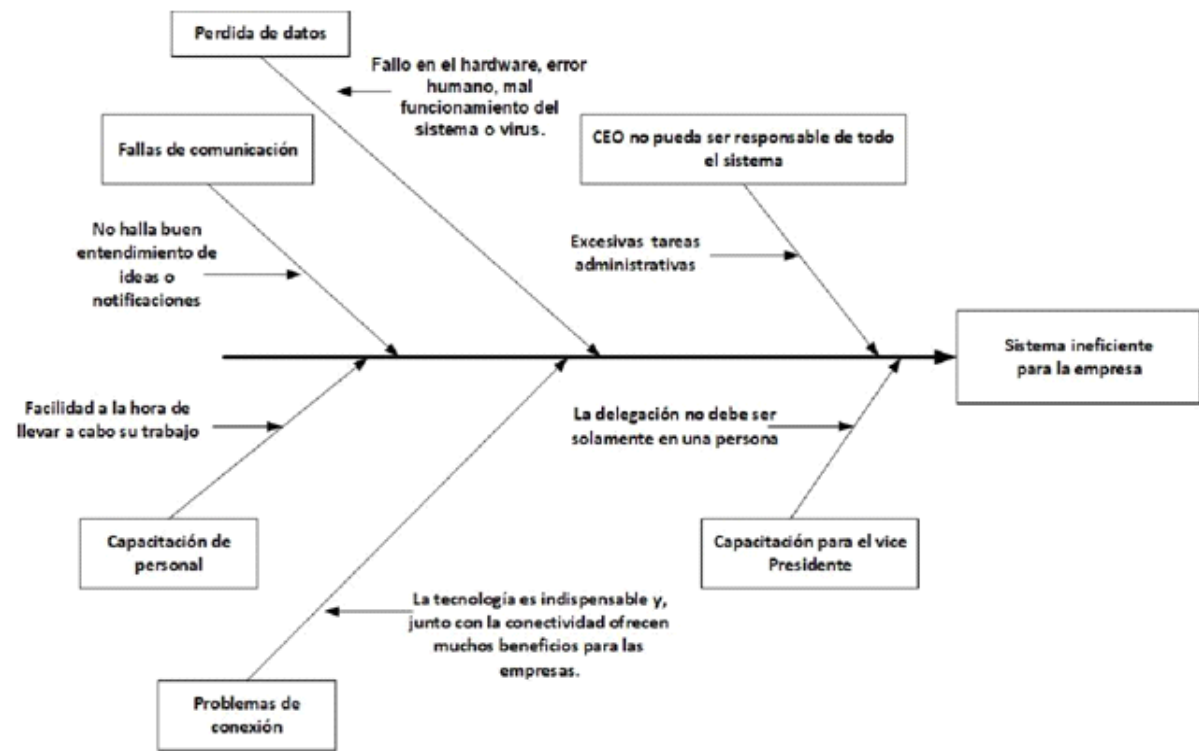 Perdida de datos
Fallo en el hardware, error
humano, mal
funcionamiento del
sistema o virus.
Fallas de comunicación
CEO no pueda ser responsable de todo
el sistema
No halla buen
entendimiento de
ideas o
notificaciones
Excesivas tareas
administrativas
Sistema ineficiente
para la empresa
Facilidad a la hora de
llevar a cabo su trabajo
La delegación no debe ser
solamente en una persona
Capacitación de
personal
Capacitación para el vice
Presidente
La tecnología es indispensable y,
junto con la conectividad ofrecen
muchos beneficios para las
empresas.
Problemas de
conexión